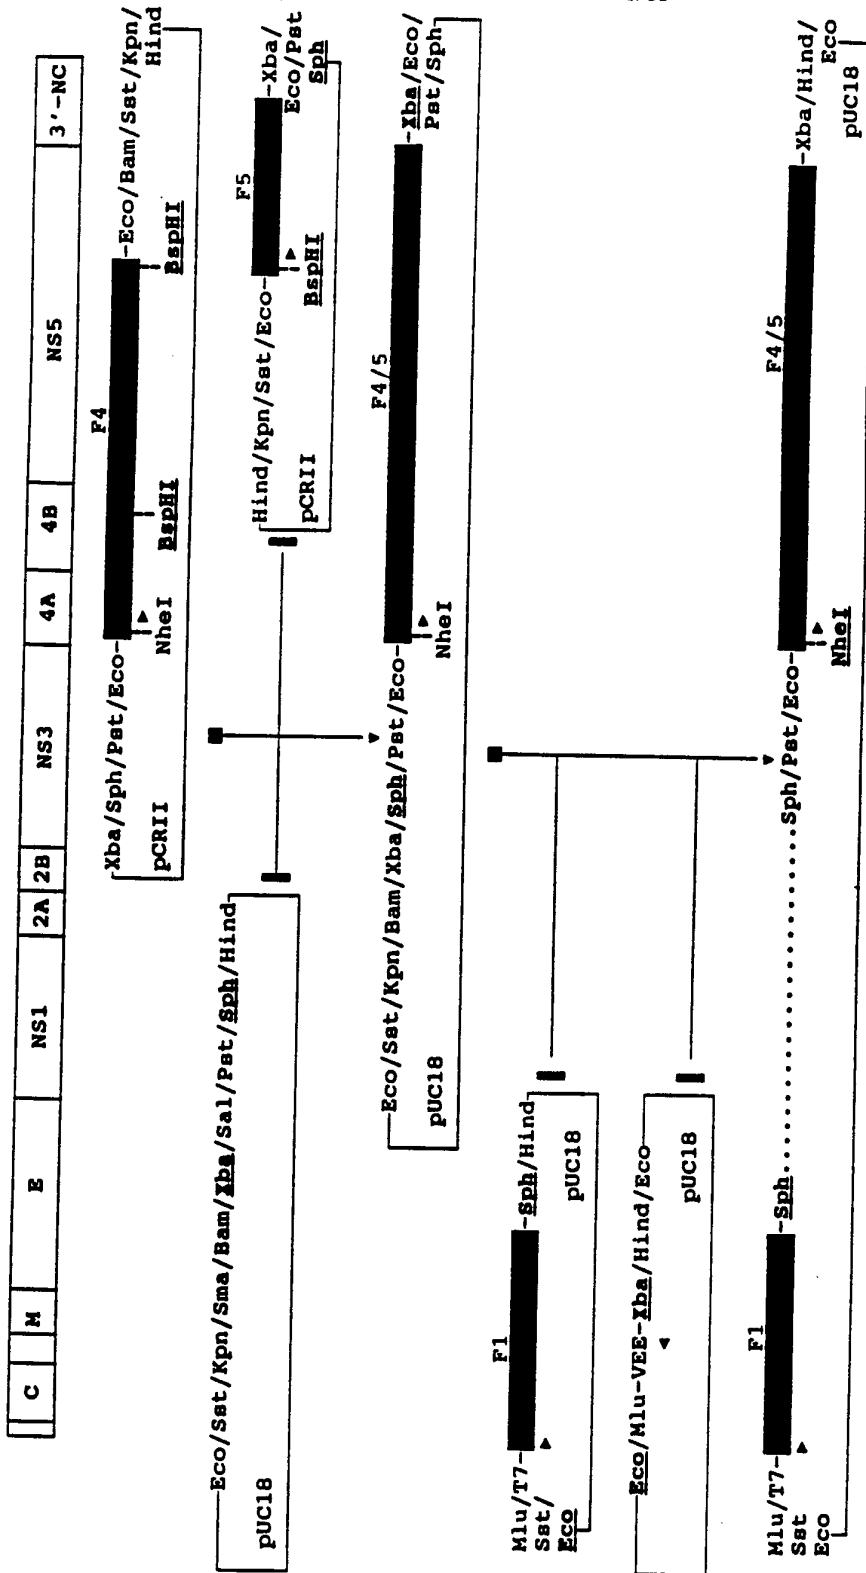 C M E NS1 2A 2B NS3 4A 4B NS5 3'-NC
F4
Xba/Sph/Pst/Eco-
-Eco/Bam/Sst/Kpn/
Hind
NheI
BspHI
BspHI
pCRII
F5
Hind/Kpn/Sst/Eco-
-Xba/
Eco/Pst
Sph
BspHI
pCRII
Eco/Sst/Kpn/Sma/Bam/Xba/Sal/Pst/Sph/Hind
pUC18
F4/5
Eco/Sst/Kpn/Bam/Xba/Sph/Pst/Eco-
-Xba/Eco/
Pst/Sph
NheI
pUC18
F1
Mlu/T7-
Sst/
Eco
-Sph/Hind
pUC18
Eco/Mlu-VEE-Xba/Hind/Eco
pUC18
F1
F4/5
Mlu/T7-
Sst
Eco
-Sph
Sph/Pst/Eco-
-Xba/Hind/
Eco
NheI
pUC18